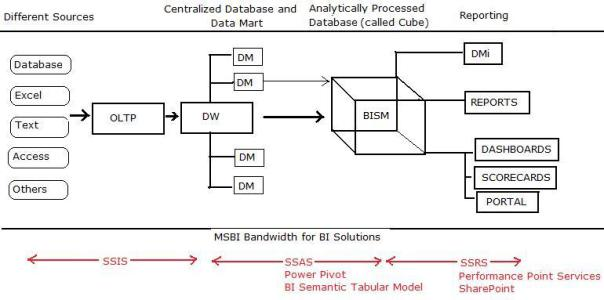 Different Sources
Centralized Database and
Data Mart
Analytically Processed
Database (called Cube)
Reporting
Database
Excel
Text
Access
Others
OLTP
DW
DM
DM
DM
DM
BISM
DMi
REPORTS
DASHBOARDS
SCORECARDS
PORTAL
MSBI Bandwidth for BI Solutions
SSIS
SSAS
Power Pivot
BI Semantic Tabular Model
SSRS
Performance Point Services
SharePoint